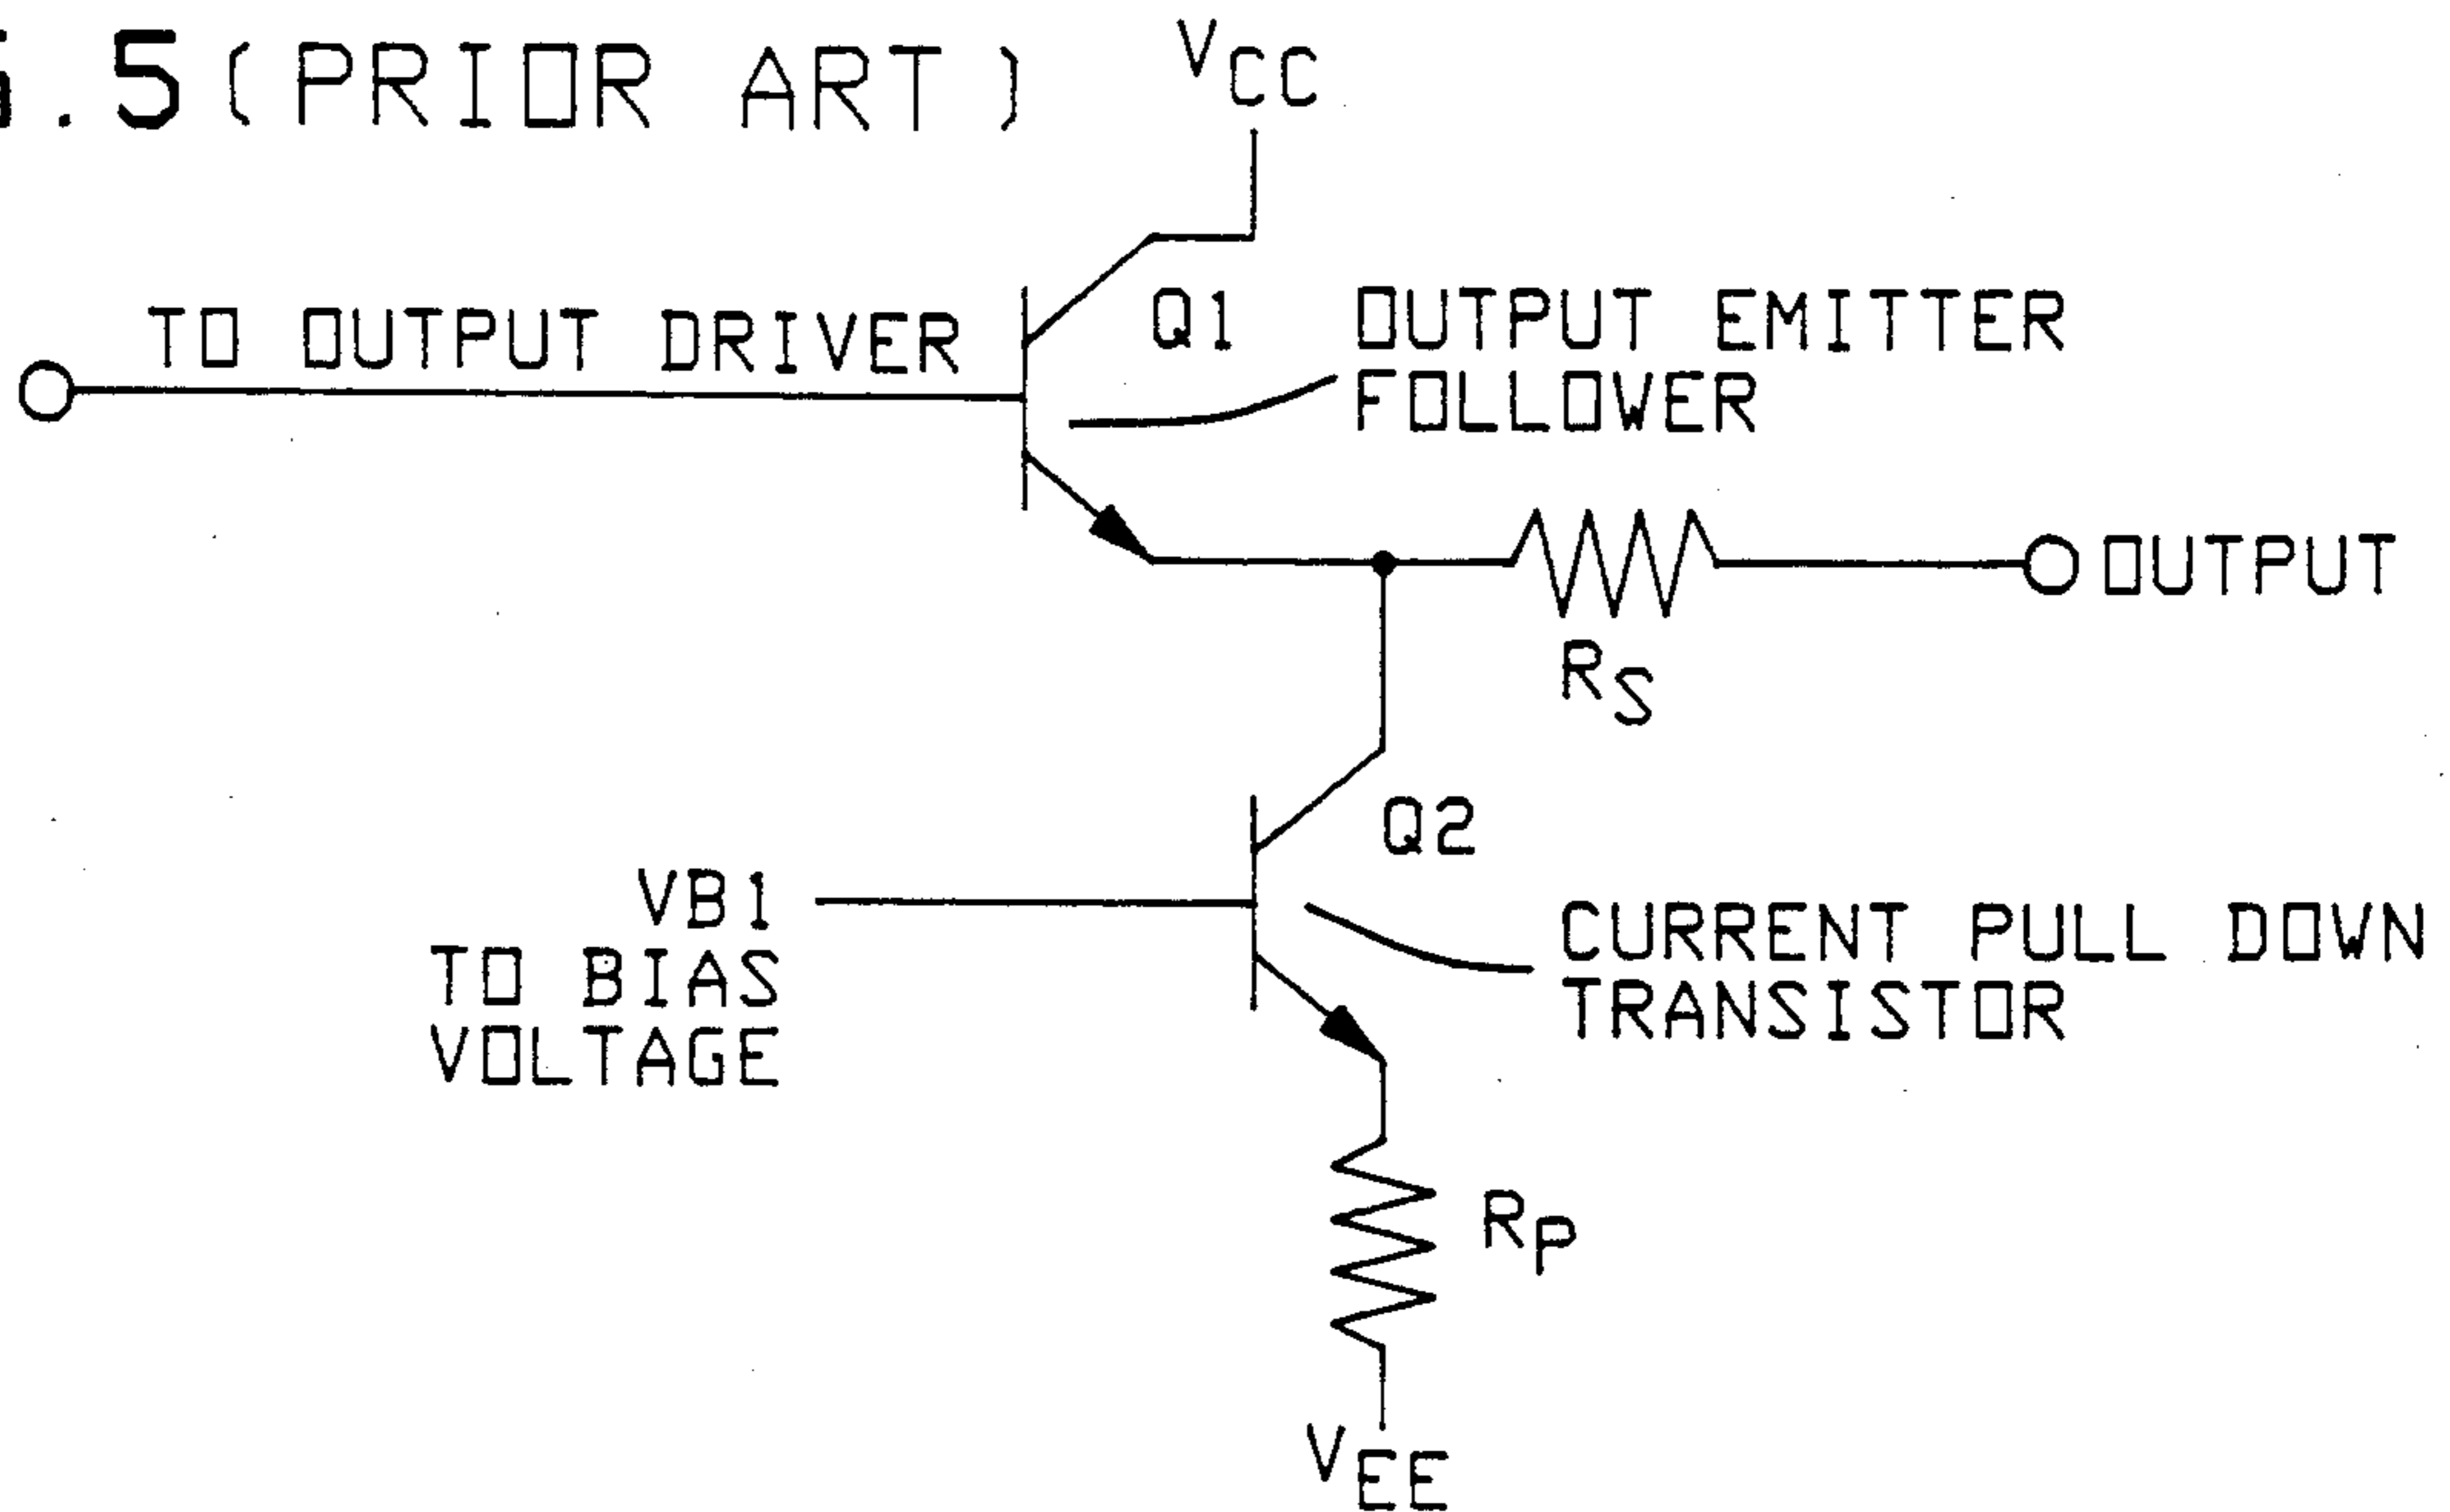 .5 (PRIOR ART)
VCC
TO OUTPUT DRIVER
Q1
OUTPUT EMITTER
FOLLOWER
OUTPUT
RS
Q2
VB1
TO BIAS
VOLTAGE
CURRENT PULL DOWN
TRANSISTOR
RP
VEE